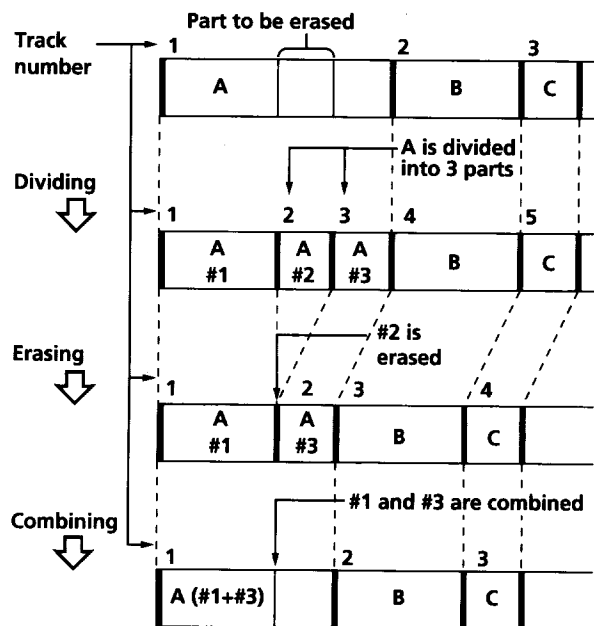 Part to be erased
Track
number
1
2
3
A
B
C
A is divided
into 3 parts
Dividing
1
2
3
4
5
A
#1
A
#2
A
#3
B
C
#2 is
erased
Erasing
1
2
3
4
A
#1
A
#3
B
C
#1 and #3 are combined
Combining
1
2
3
A (#1+#3)
B
C